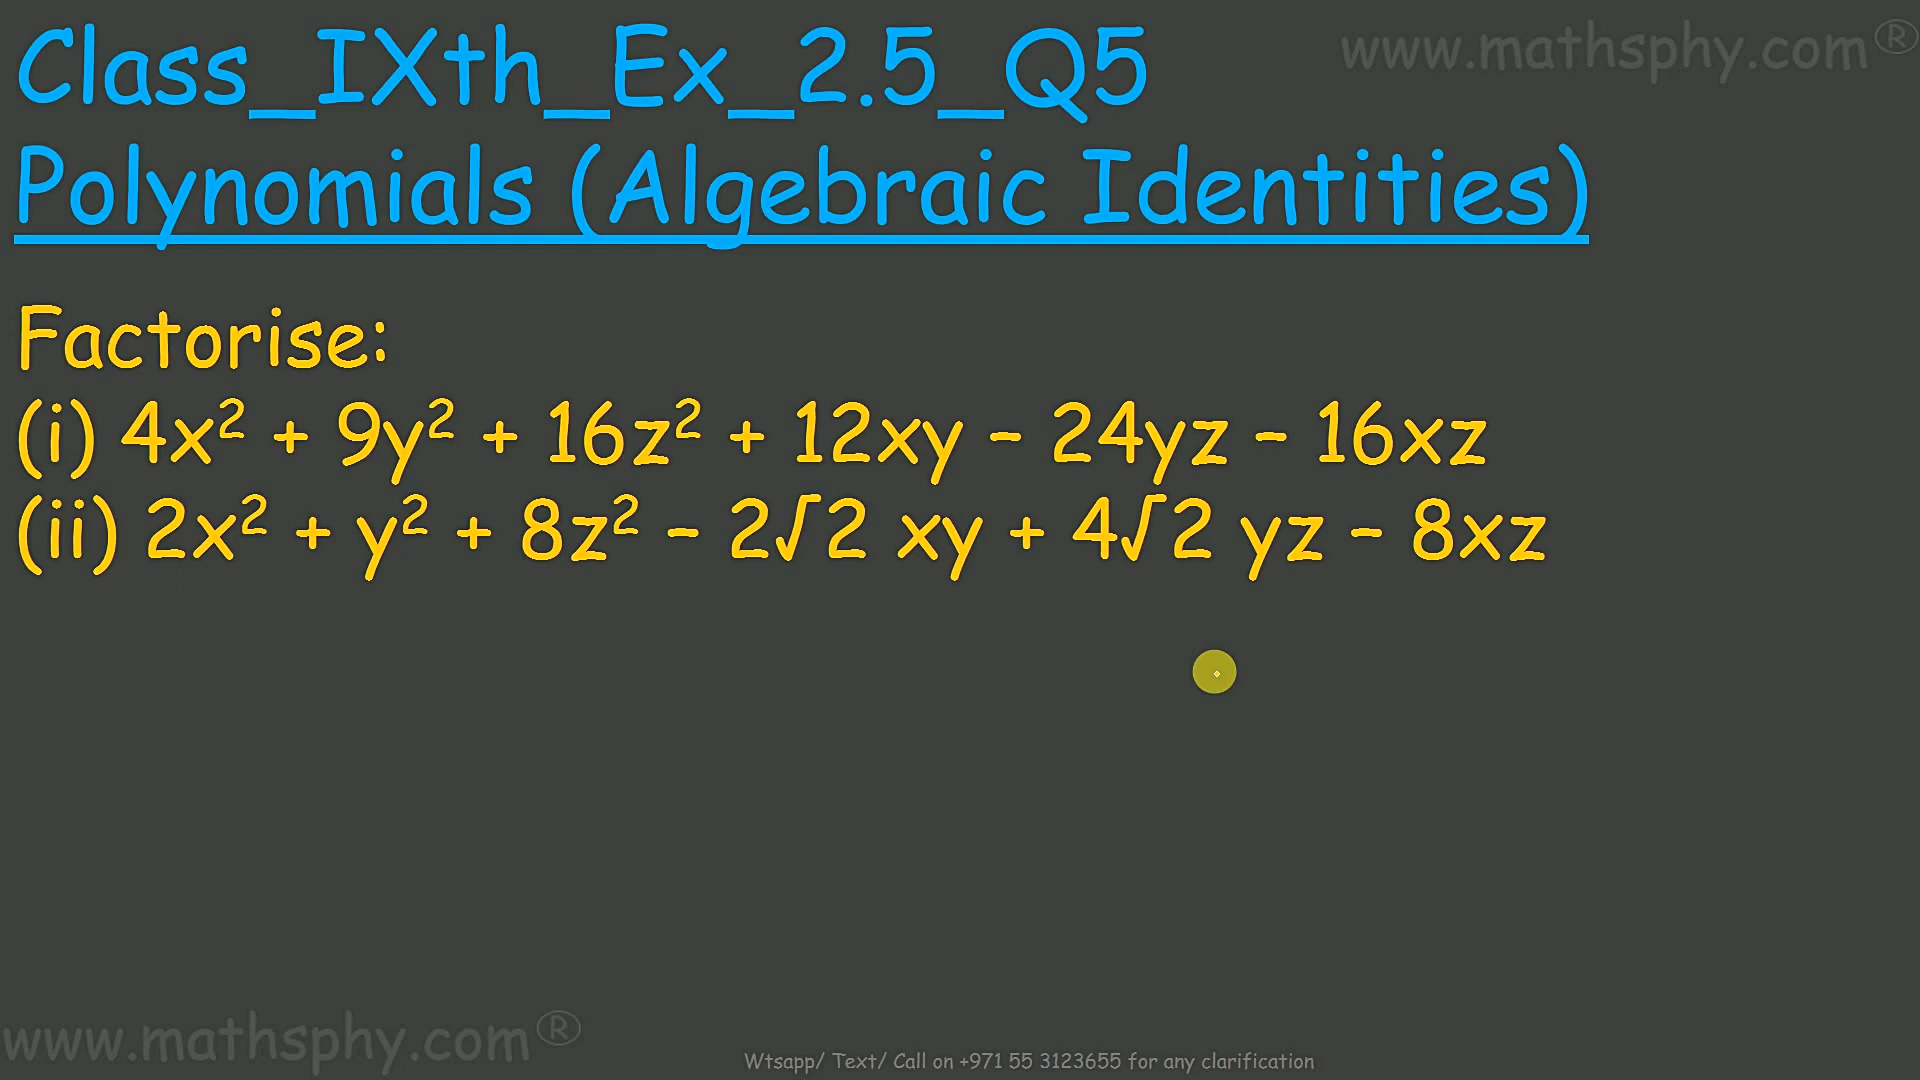 Class_IXth_Ex_2.5_Q5
www.mathsphy.com®
Polynomials (Algebraic Identities)
Factorise:
(i) 4x² + 9y² + 16z² + 12xy – 24yz – 16xz
(ii) 2x² + y² + 8z² – 2√2 xy + 4√2 yz – 8xz
www.mathsphy.com®
Wtsapp/ Text/ Call on +971 55 3123655 for any clarification